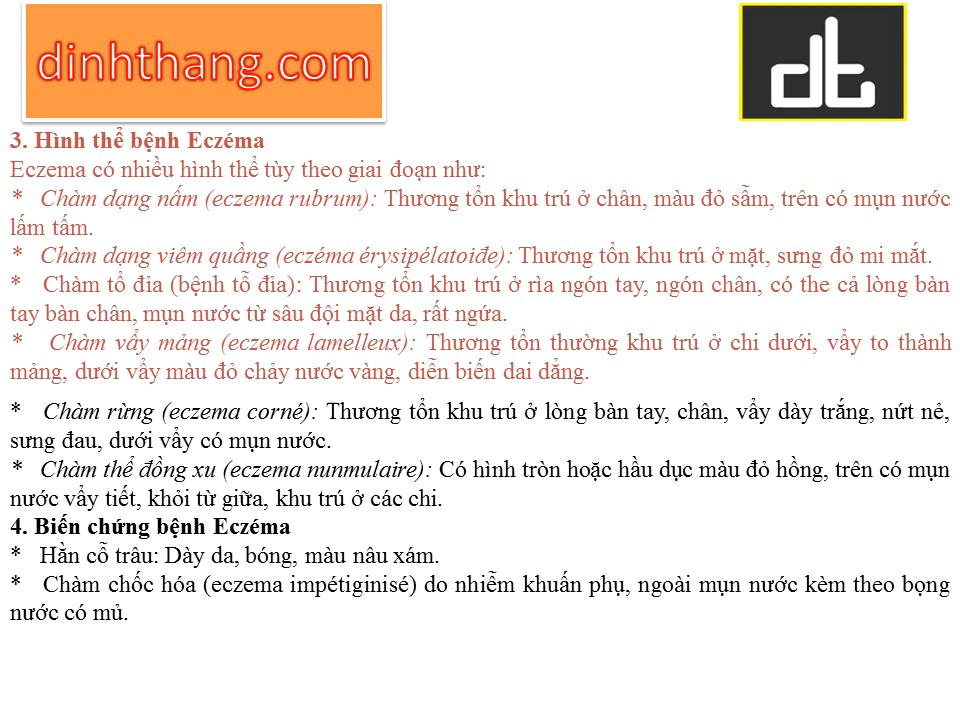 dinhthang.com
dt
3. Hình thể bệnh Eczéma
Eczema có nhiều hình thể tùy theo giai đoạn như:
* Chàm dạng nấm (eczema rubrum): Thương tổn khu trú ở chân, màu đỏ sẫm, trên có mụn nước
lấm tấm.
* Chàm dạng viêm quầng (eczéma érysipélatoiđe): Thương tổn khu trú ở mặt, sưng đỏ mi mắt.
* Chàm tổ đỉa (bệnh tỗ đỉa): Thương tổn khu trú ở rìa ngón tay, ngón chân, có the cả lòng bàn
tay bàn chân, mụn nước từ sâu đội mặt da, rất ngứa.
* Chàm vẩy mảng (eczema lamelleux): Thương tổn thường khu trú ở chi dưới, vẩy to thành
mảng, dưới vẩy màu đỏ chảy nước vàng, diễn biến dai dẳng.
* Chàm rừng (eczema corné): Thương tổn khu trú ở lòng bàn tay, chân, vẩy dày trắng, nứt nẻ,
sưng đau, dưới vẩy có mụn nước.
* Chàm thể đồng xu (eczema nunmulaire): Có hình tròn hoặc hầu dục màu đỏ hồng, trên có mụn
nước vẩy tiết, khỏi từ giữa, khu trú ở các chi.
4. Biến chứng bệnh Eczéma
* Hằn cỗ trâu: Dày da, bóng, màu nâu xám.
* Chàm chốc hóa (eczema impétiginisé) do nhiễm khuẩn phụ, ngoài mụn nước kèm theo bọng
nước có mủ.